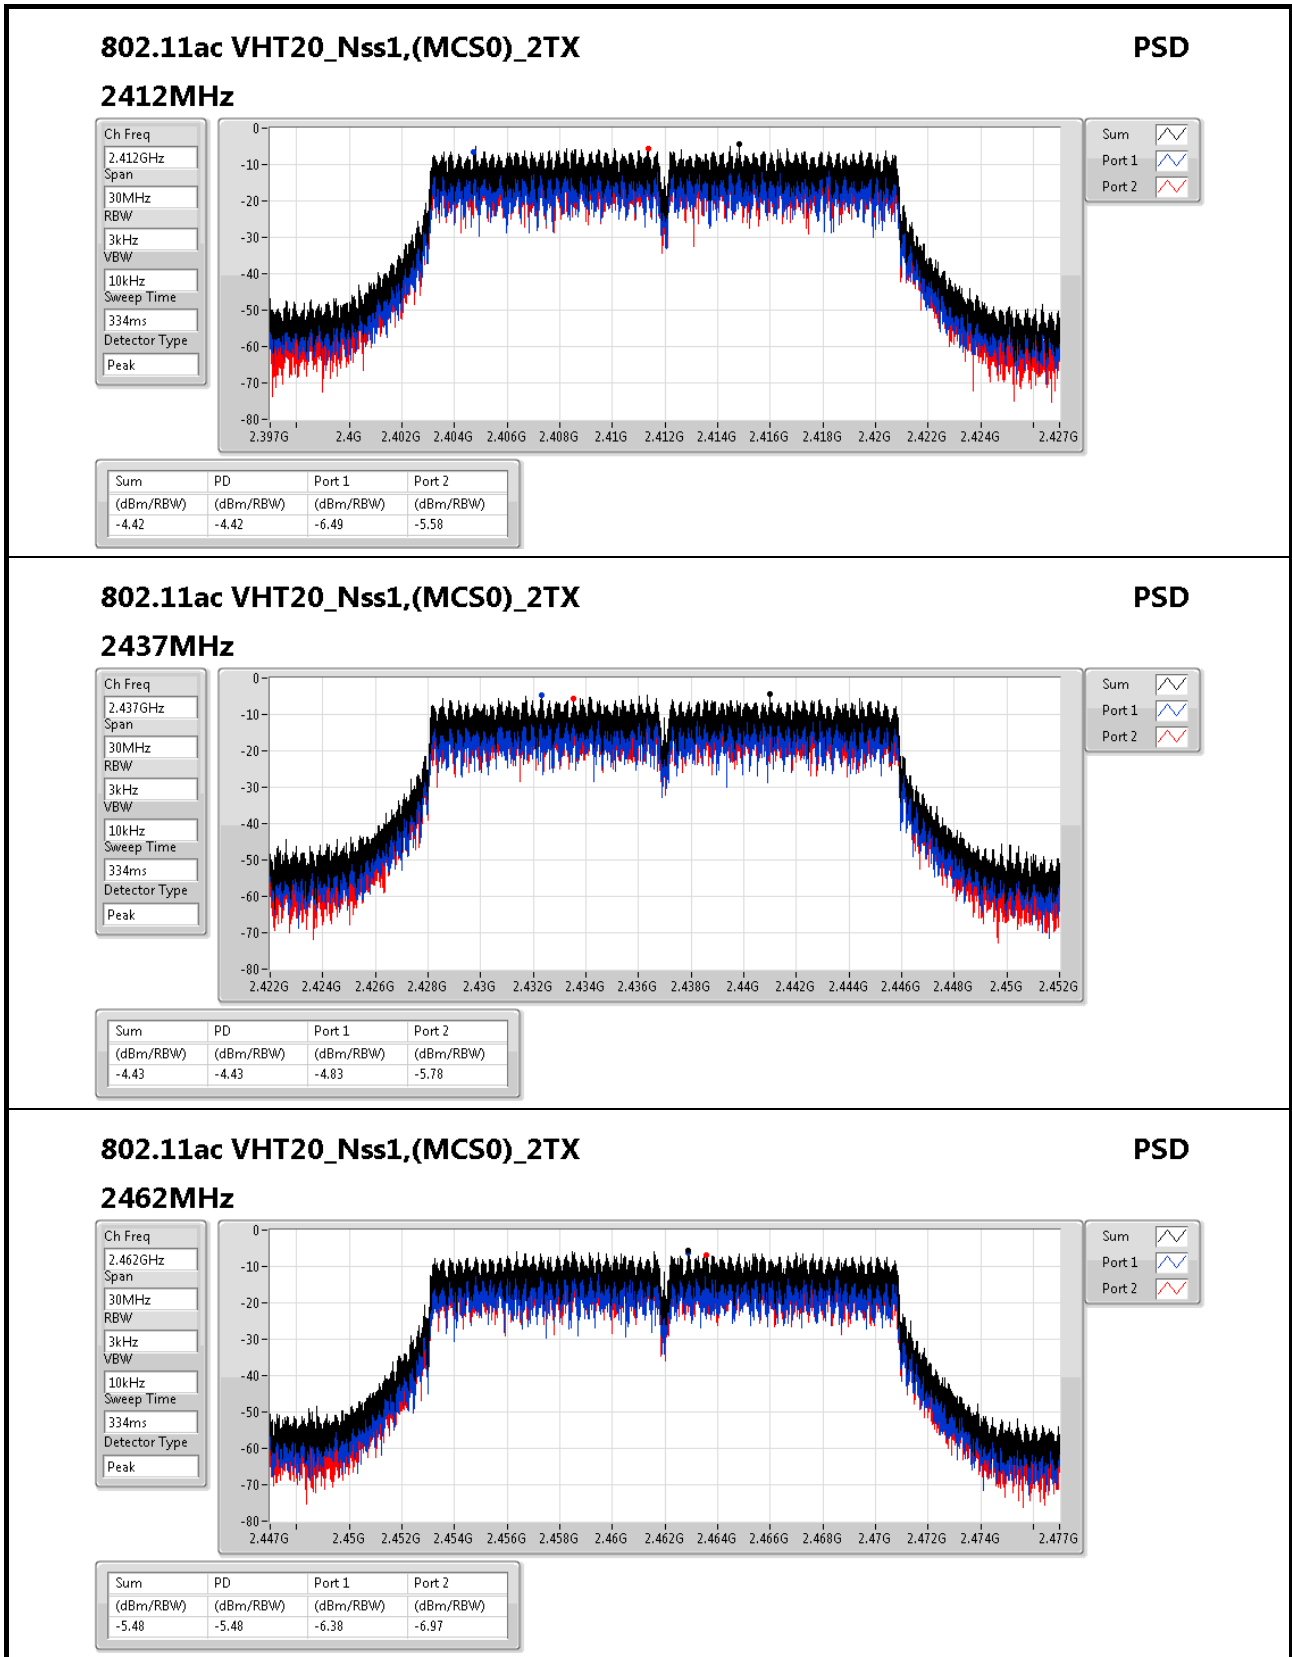 802.11ac VHT20_Nss1,(MCS0)_2TX PSD
2412MHz
Ch Freq
2.412GHz
Span
30MHz
RBW
3kHz
VBW
10kHz
Sweep Time
334ms
Detector Type
Peak
0
-10
-20
-30
-40
-50
-60
-70
-80
2.397G 2.4G 2.402G 2.404G 2.406G 2.408G 2.41G 2.412G 2.414G 2.416G 2.418G 2.42G 2.422G 2.424G 2.427G
Sum
Port 1
Port 2
Sum PD Port 1 Port 2
(dBm/RBW) (dBm/RBW) (dBm/RBW) (dBm/RBW)
-4.42 -4.42 -6.49 -5.58
802.11ac VHT20_Nss1,(MCS0)_2TX PSD
2437MHz
Ch Freq
2.437GHz
Span
30MHz
RBW
3kHz
VBW
10kHz
Sweep Time
334ms
Detector Type
Peak
0
-10
-20
-30
-40
-50
-60
-70
-80
2.422G 2.424G 2.426G 2.428G 2.43G 2.432G 2.434G 2.436G 2.438G 2.44G 2.442G 2.444G 2.446G 2.448G 2.45G 2.452G
Sum
Port 1
Port 2
Sum PD Port 1 Port 2
(dBm/RBW) (dBm/RBW) (dBm/RBW) (dBm/RBW)
-4.43 -4.43 -4.83 -5.78
802.11ac VHT20_Nss1,(MCS0)_2TX PSD
2462MHz
Ch Freq
2.462GHz
Span
30MHz
RBW
3kHz
VBW
10kHz
Sweep Time
334ms
Detector Type
Peak
0
-10
-20
-30
-40
-50
-60
-70
-80
2.447G 2.45G 2.452G 2.454G 2.456G 2.458G 2.46G 2.462G 2.464G 2.466G 2.468G 2.47G 2.472G 2.474G 2.477G
Sum
Port 1
Port 2
Sum PD Port 1 Port 2
(dBm/RBW) (dBm/RBW) (dBm/RBW) (dBm/RBW)
-5.48 -5.48 -6.38 -6.97